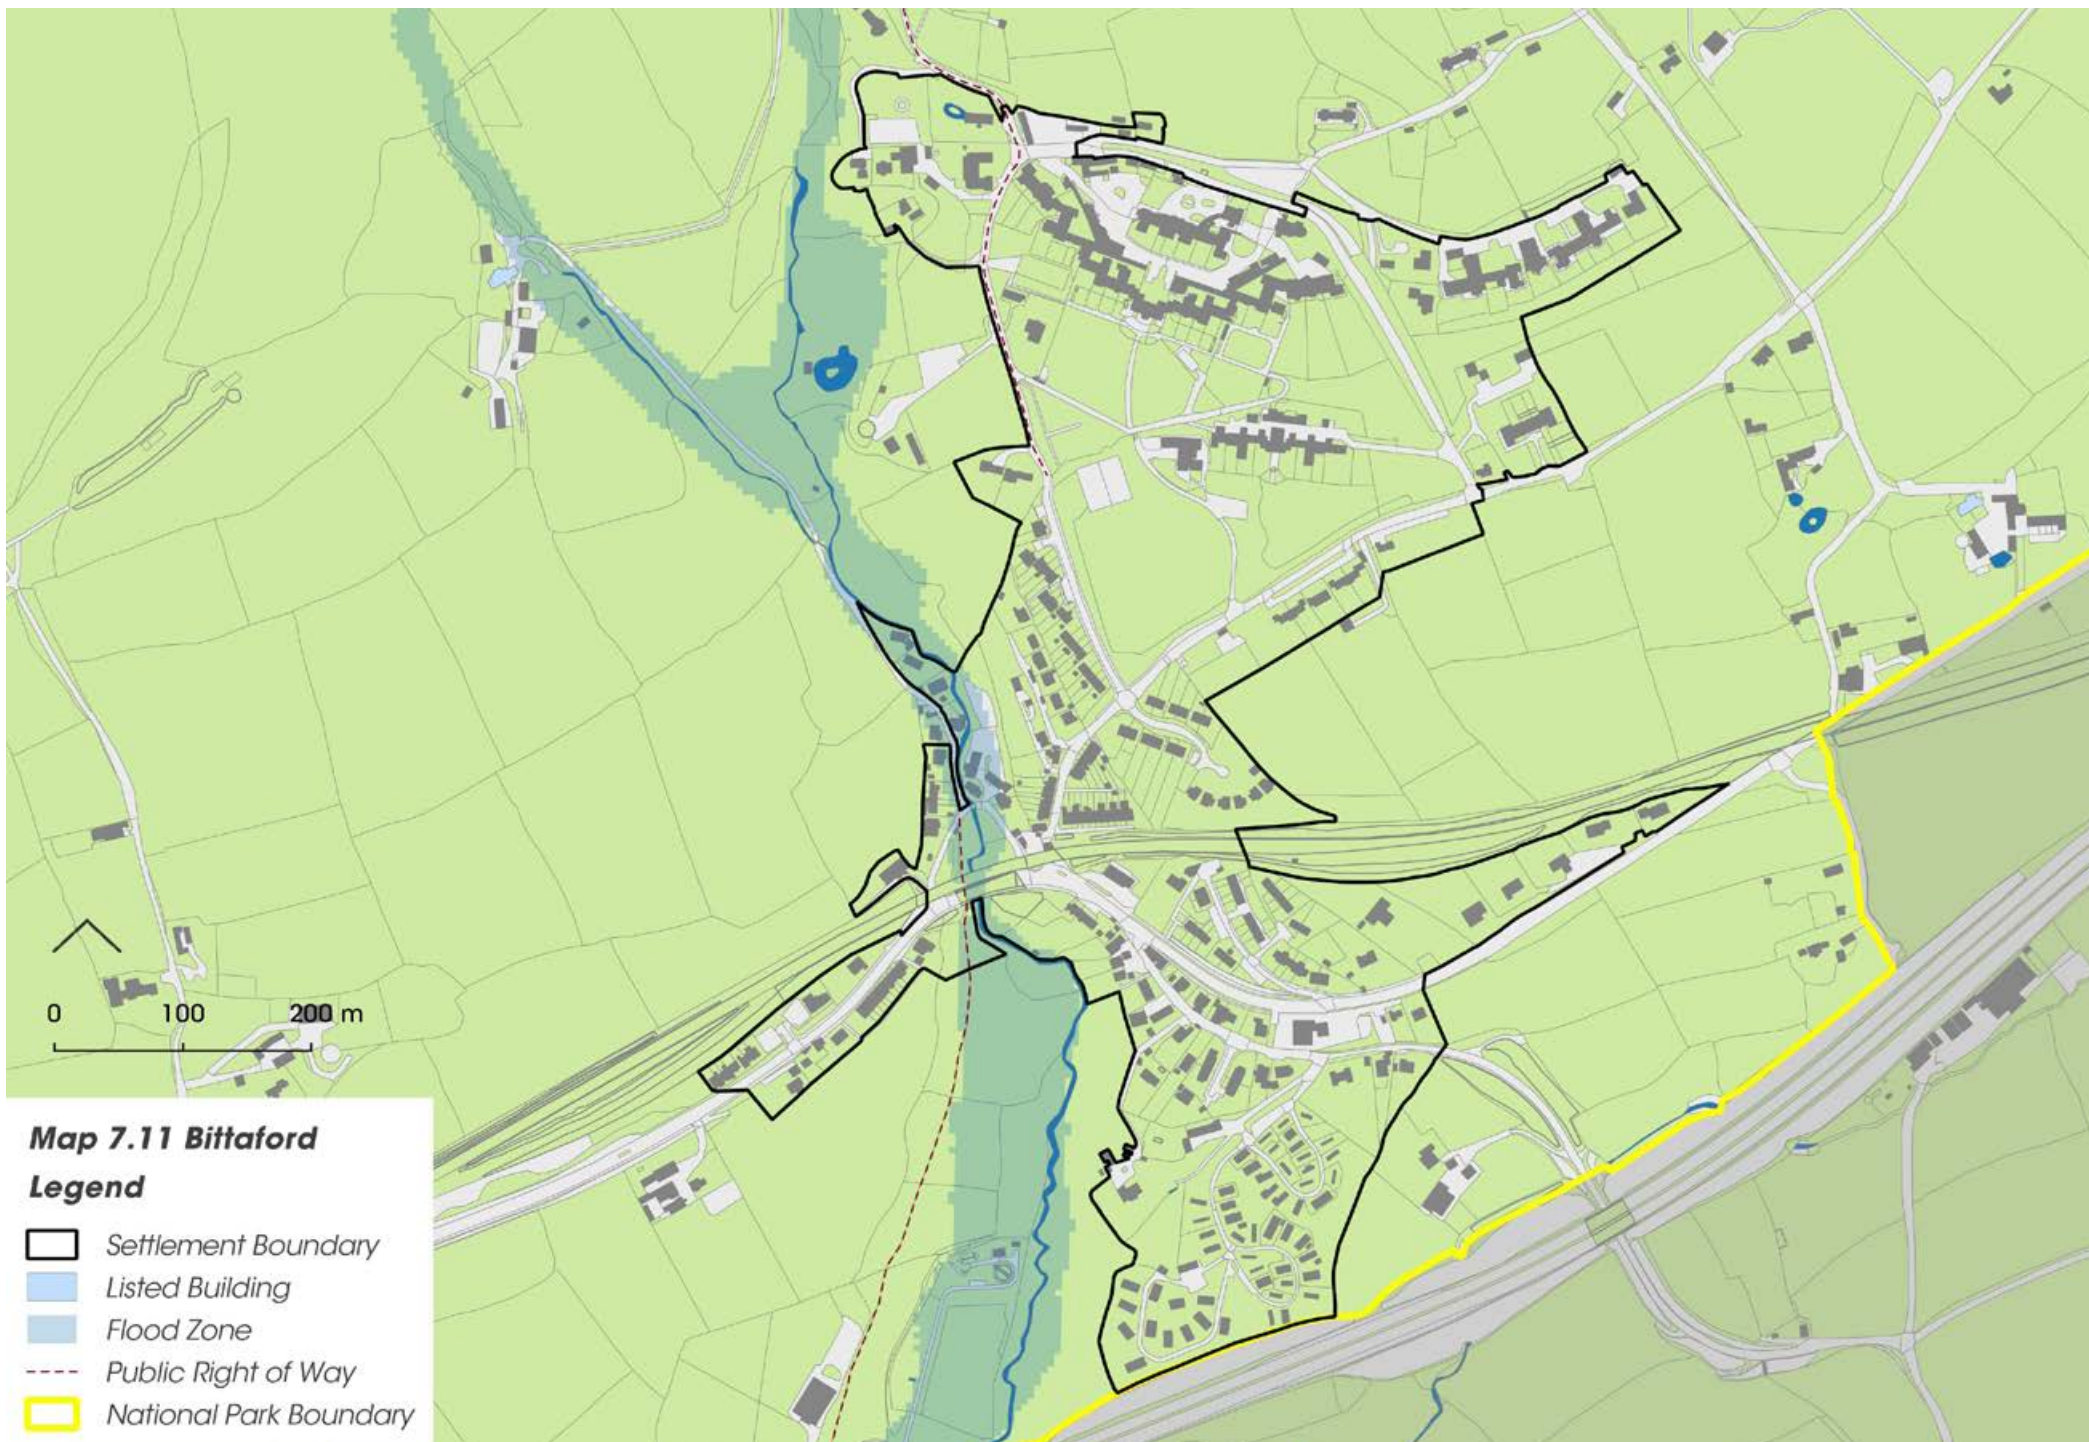 0 100 200 m
Map 7.11 Bittaford
Legend
Settlement Boundary
Listed Building
Flood Zone
Public Right of Way
National Park Boundary